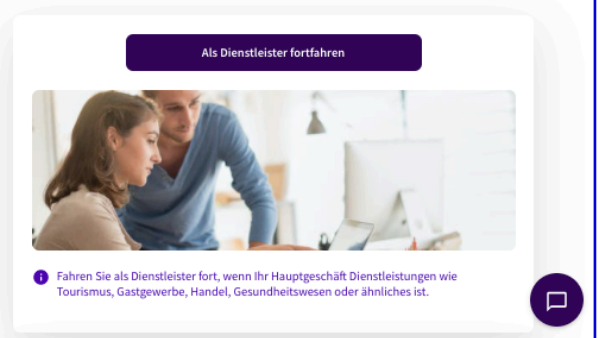 Als Dienstleister fortfahren
Fahren Sie als Dienstleister fort, wenn Ihr Hauptgeschäft Dienstleistungen wie
Tourismus, Gastgewerbe, Handel, Gesundheitswesen oder ähnliches ist.